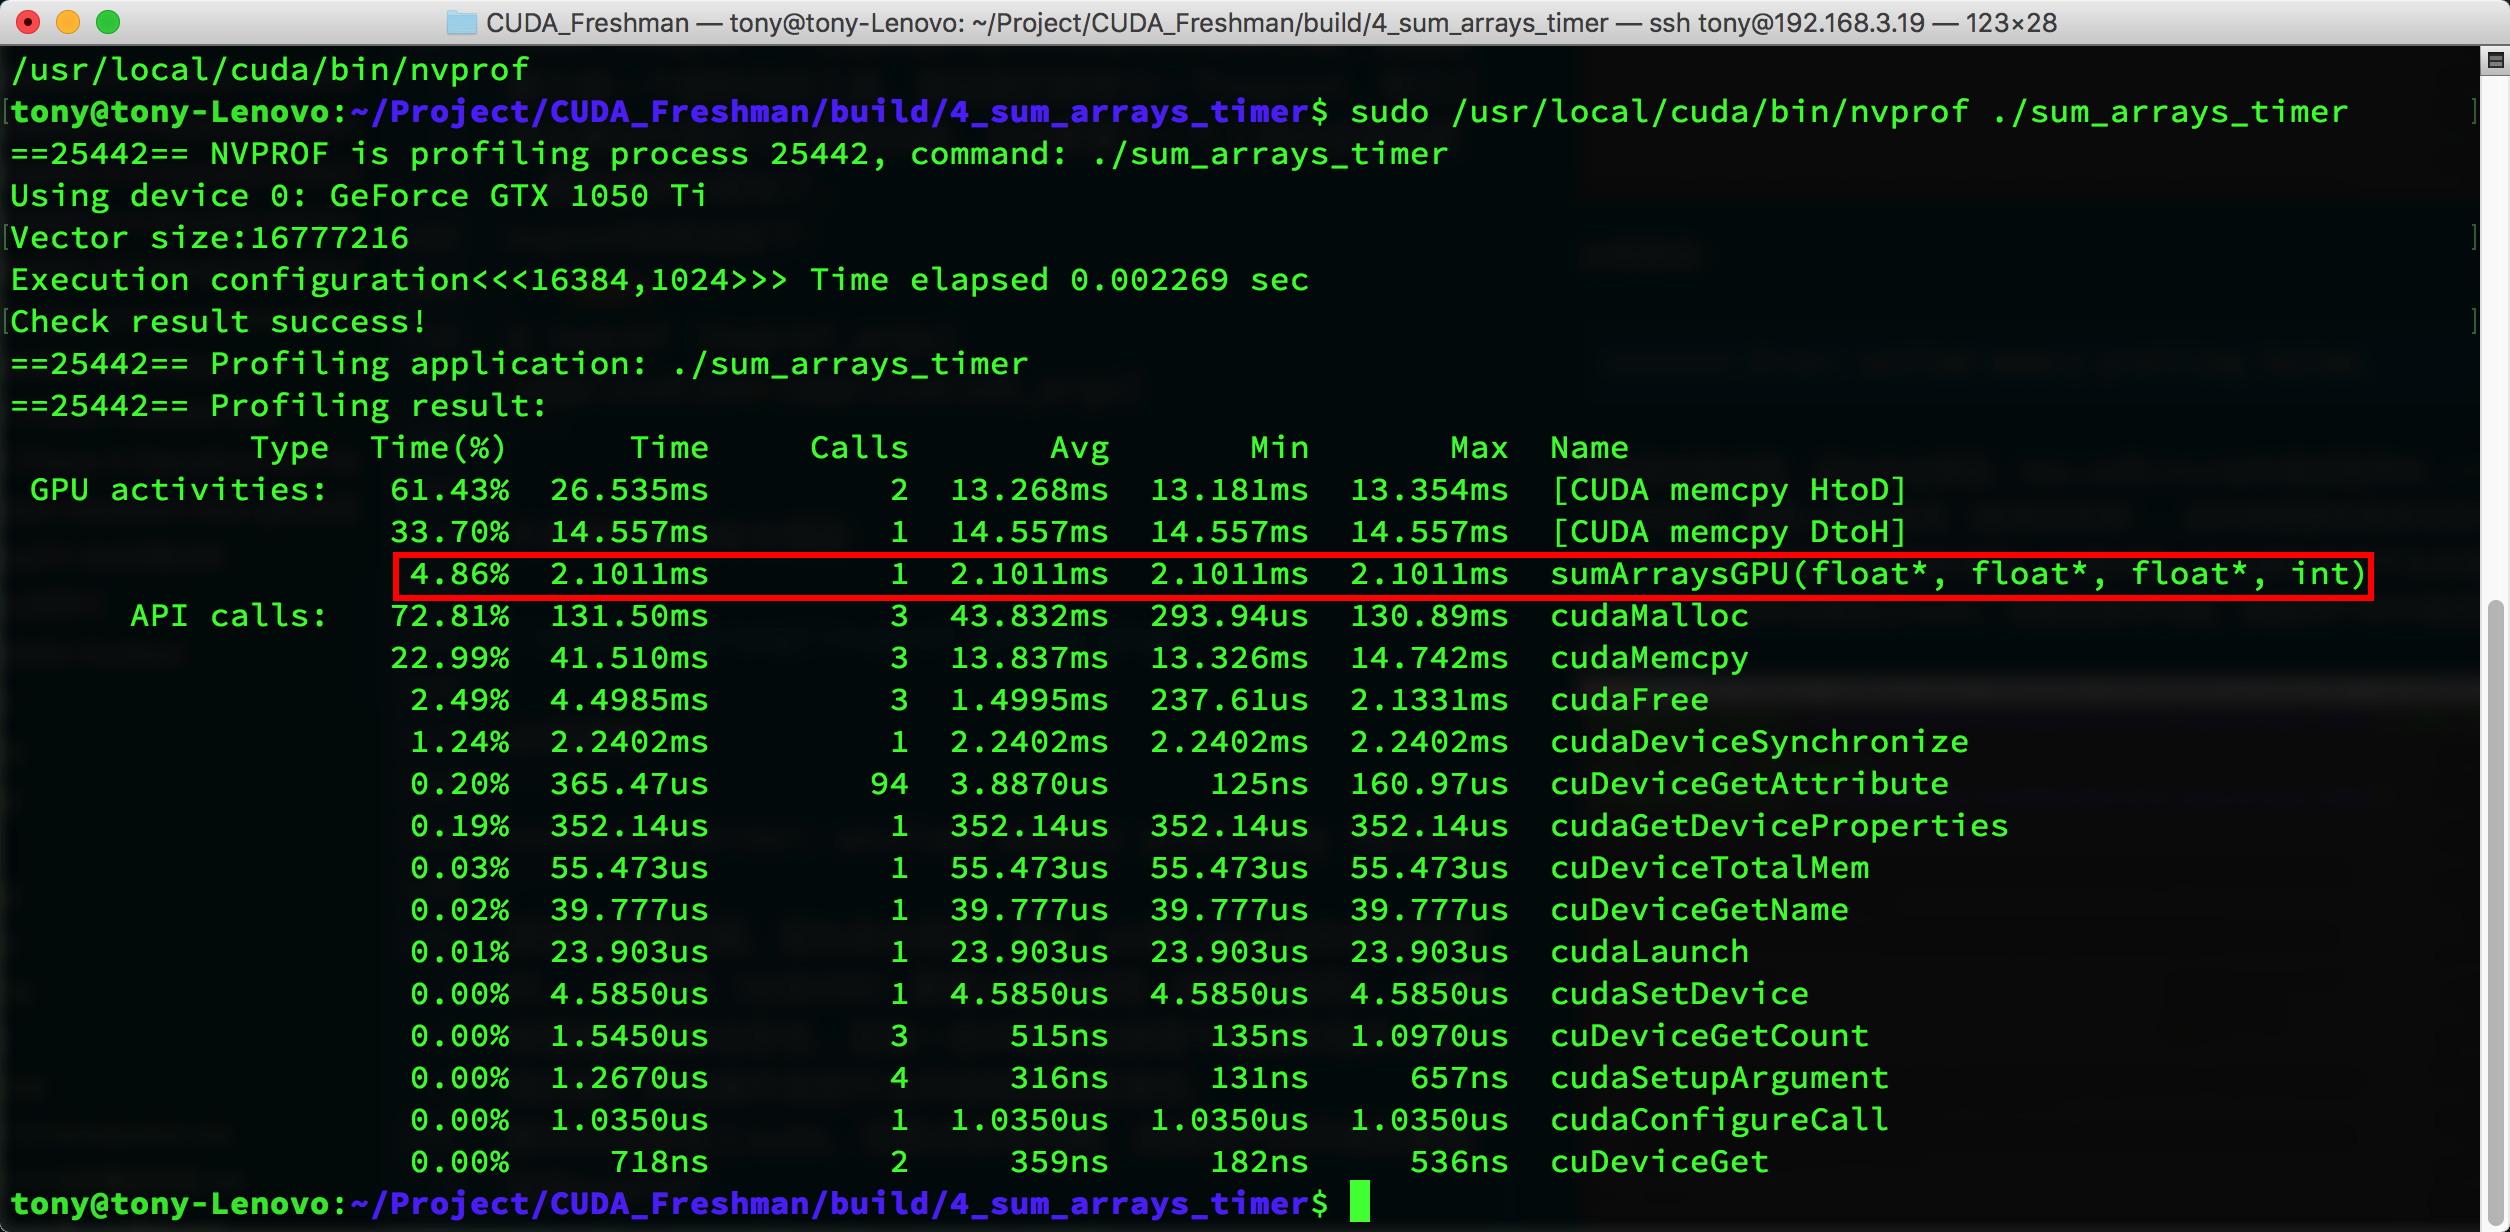 CUDA_Freshman — tony@tony-Lenovo: ~/Project/CUDA_Freshman/build/4_sum_arrays_timer — ssh tony@192.168.3.19 — 123×28
/usr/local/cuda/bin/nvprof
tony@tony-Lenovo:~/Project/CUDA_Freshman/build/4_sum_arrays_timer$ sudo /usr/local/cuda/bin/nvprof ./sum_arrays_timer
==25442== NVPROF is profiling process 25442, command: ./sum_arrays_timer
Using device 0: GeForce GTX 1050 Ti
Vector size:16777216
Execution configuration<<<16384,1024>>> Time elapsed 0.002269 sec
Check result success!
==25442== Profiling application: ./sum_arrays_timer
==25442== Profiling result:
Type Time(%) Time Calls Avg Min Max Name
GPU activities: 61.43% 26.535ms 2 13.268ms 13.181ms 13.354ms [CUDA memcpy HtoD]
33.70% 14.557ms 1 14.557ms 14.557ms 14.557ms [CUDA memcpy DtoH]
4.86% 2.1011ms 1 2.1011ms 2.1011ms 2.1011ms sumArraysGPU(float*, float*, float*, int)
API calls: 72.81% 131.50ms 3 43.832ms 293.94us 130.89ms cudaMalloc
22.99% 41.510ms 3 13.837ms 13.326ms 14.742ms cudaMemcpy
2.49% 4.4985ms 3 1.4995ms 237.61us 2.1331ms cudaFree
1.24% 2.2402ms 1 2.2402ms 2.2402ms 2.2402ms cudaDeviceSynchronize
0.20% 365.47us 94 3.8870us 125ns 160.97us cuDeviceGetAttribute
0.19% 352.14us 1 352.14us 352.14us 352.14us cudaGetDeviceProperties
0.03% 55.473us 1 55.473us 55.473us 55.473us cuDeviceTotalMem
0.02% 39.777us 1 39.777us 39.777us 39.777us cuDeviceGetName
0.01% 23.903us 1 23.903us 23.903us 23.903us cudaLaunch
0.00% 4.5850us 1 4.5850us 4.5850us 4.5850us cudaSetDevice
0.00% 1.5450us 3 515ns 135ns 1.0970us cuDeviceGetCount
0.00% 1.2670us 4 316ns 131ns 657ns cudaSetupArgument
0.00% 1.0350us 1 1.0350us 1.0350us 1.0350us cudaConfigureCall
0.00% 718ns 2 359ns 182ns 536ns cuDeviceGet
tony@tony-Lenovo:~/Project/CUDA_Freshman/build/4_sum_arrays_timer$